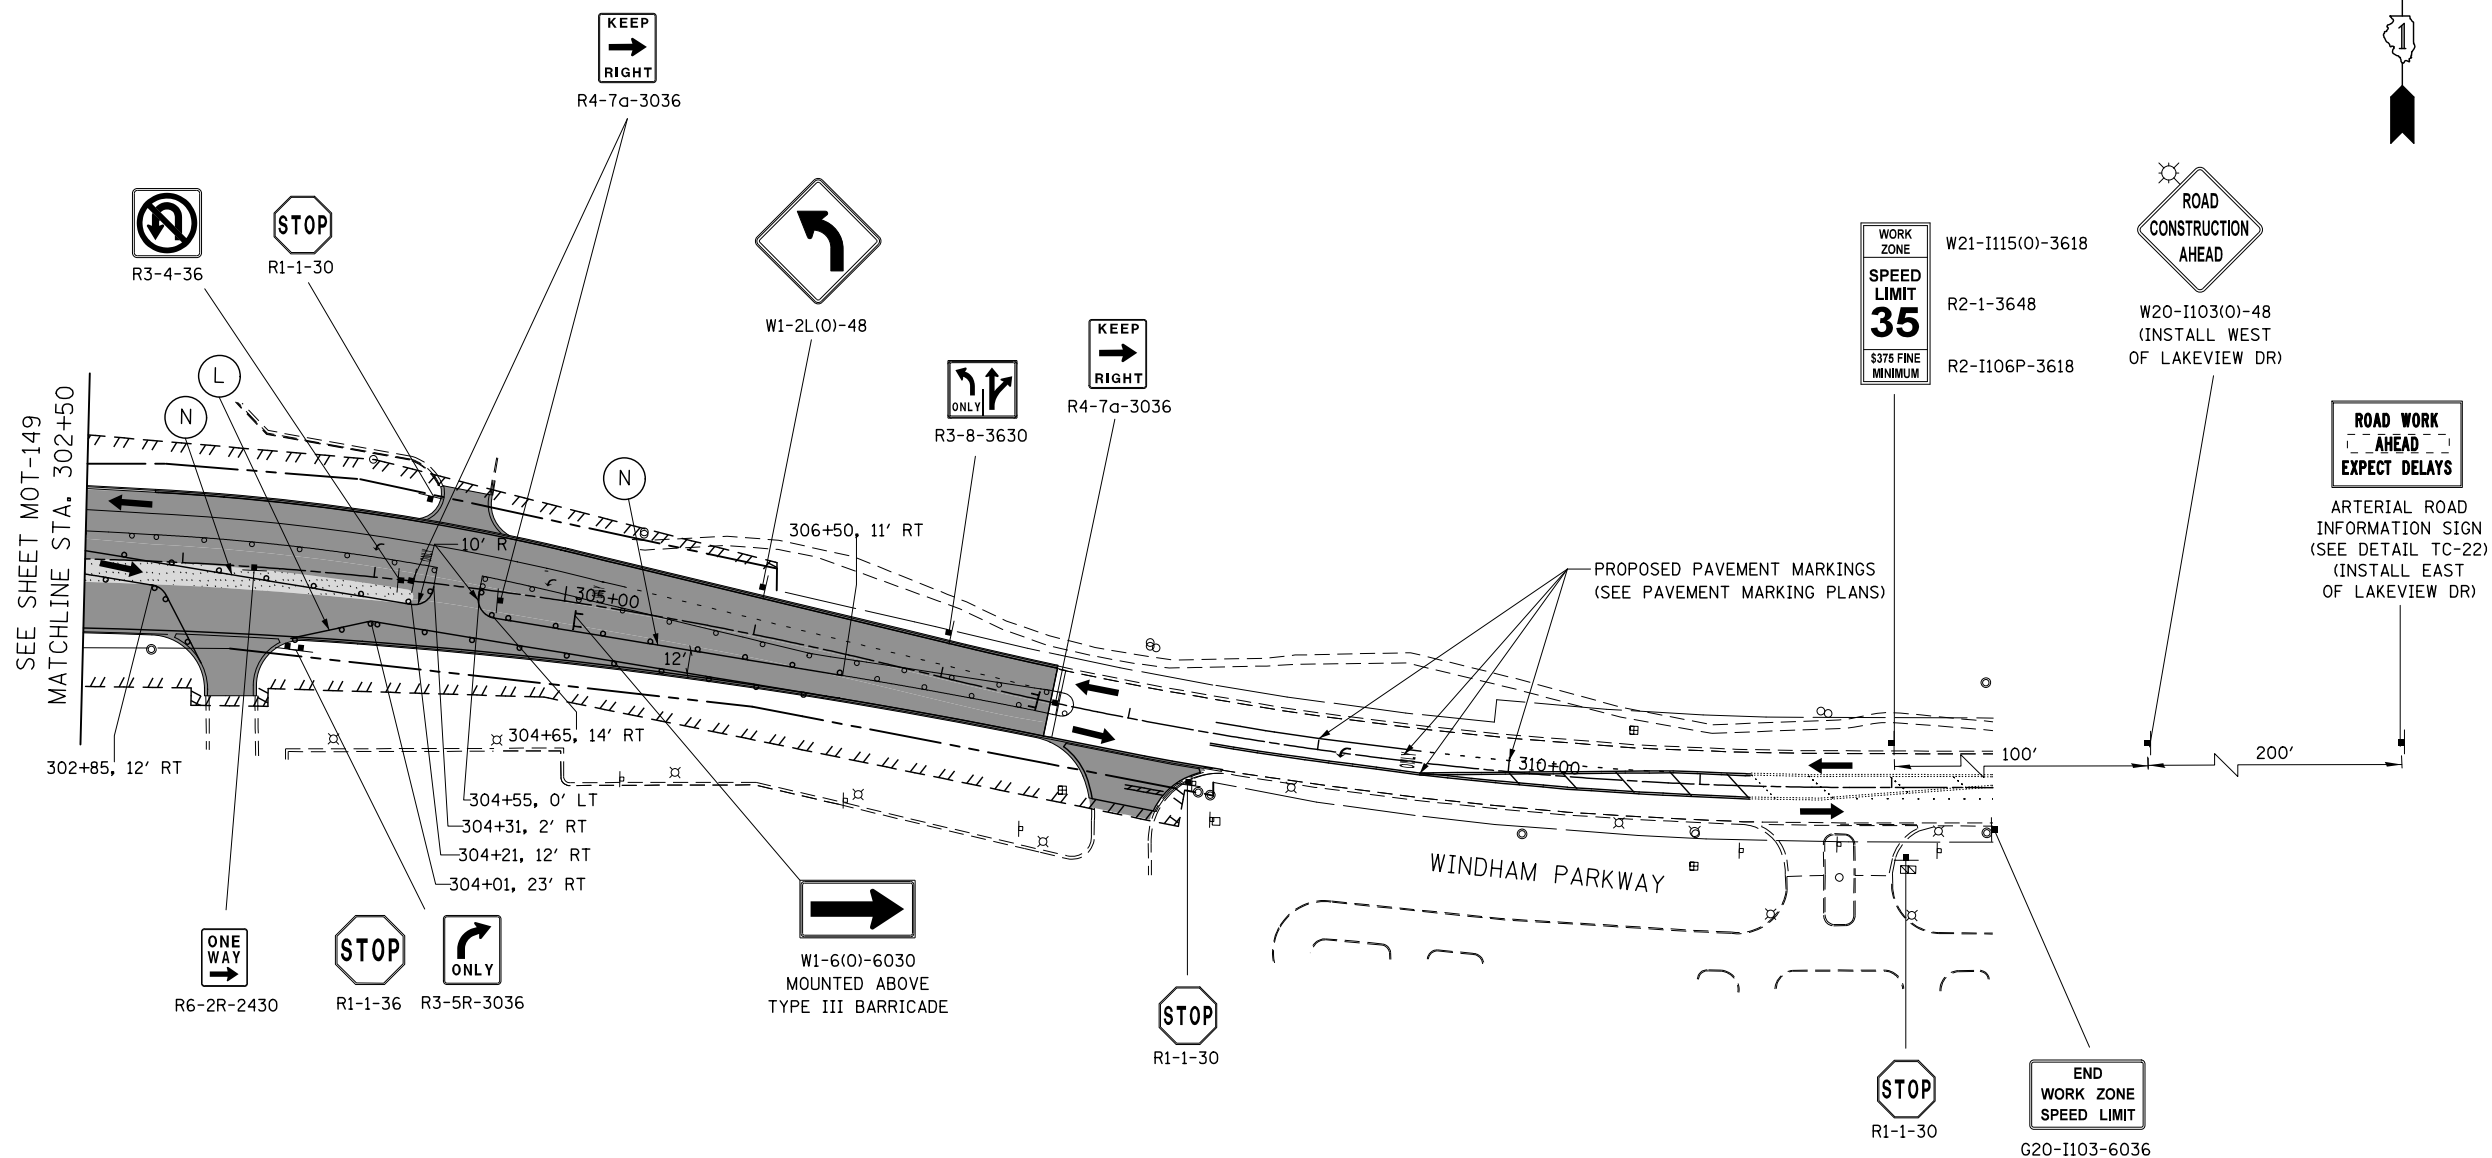 KEEP
RIGHT
R4-7a-3036
1
R3-4-36
STOP
R1-1-30
W1-2L(O)-48
ONLY
R3-8-3630
KEEP
RIGHT
R4-7a-3036
WORK
ZONE
SPEED
LIMIT
35
$375 FINE
MINIMUM
W21-I115(O)-3618
R2-1-3648
R2-I106P-3618
ROAD
CONSTRUCTION
AHEAD
W20-I103(O)-48
(INSTALL WEST
OF LAKEVIEW DR)
ROAD WORK
AHEAD
EXPECT DELAYS
ARTERIAL ROAD
INFORMATION SIGN
(SEE DETAIL TC-22)
(INSTALL EAST
OF LAKEVIEW DR)
SEE SHEET MOT-149
MATCHLINE STA. 302+50
L
N
N
10' R
305+00
306+50, 11' RT
12'
PROPOSED PAVEMENT MARKINGS
(SEE PAVEMENT MARKING PLANS)
310+00
100'
200'
302+85, 12' RT
304+65, 14' RT
304+55, 0' LT
304+31, 2' RT
304+21, 12' RT
304+01, 23' RT
WINDHAM PARKWAY
ONE
WAY
R6-2R-2430
STOP
R1-1-36
ONLY
R3-5R-3036
W1-6(O)-6030
MOUNTED ABOVE
TYPE III BARRICADE
STOP
R1-1-30
STOP
R1-1-30
END
WORK ZONE
SPEED LIMIT
G20-I103-6036